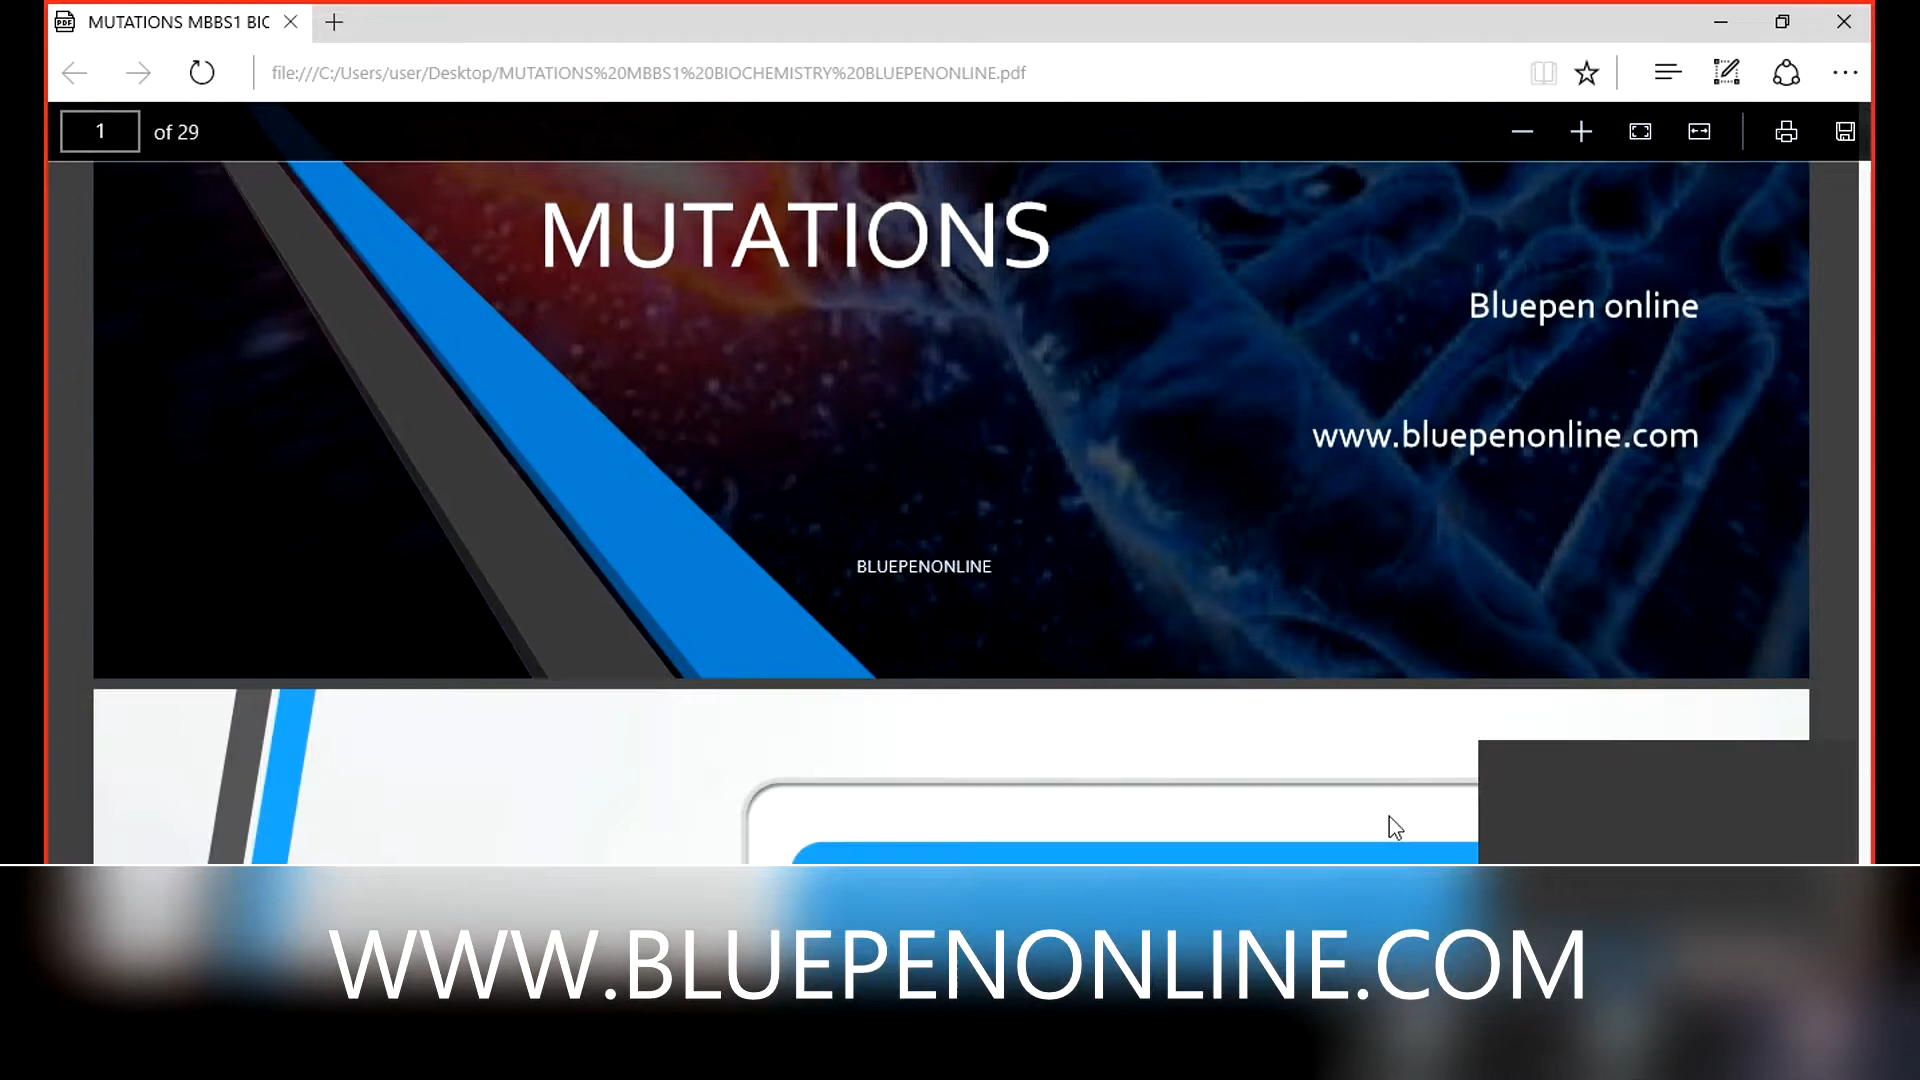 MUTATIONS MBBS1 BIO
file:///C:/Users/user/Desktop/MUTATIONS%20MBBS1%20BIOCHEMISTRY%20BLUEPENONLINE.pdf
1 of 29
MUTATIONS
Bluepen online
www.bluepenonline.com
BLUEPENONLINE
WWW.BLUEPENONLINE.COM